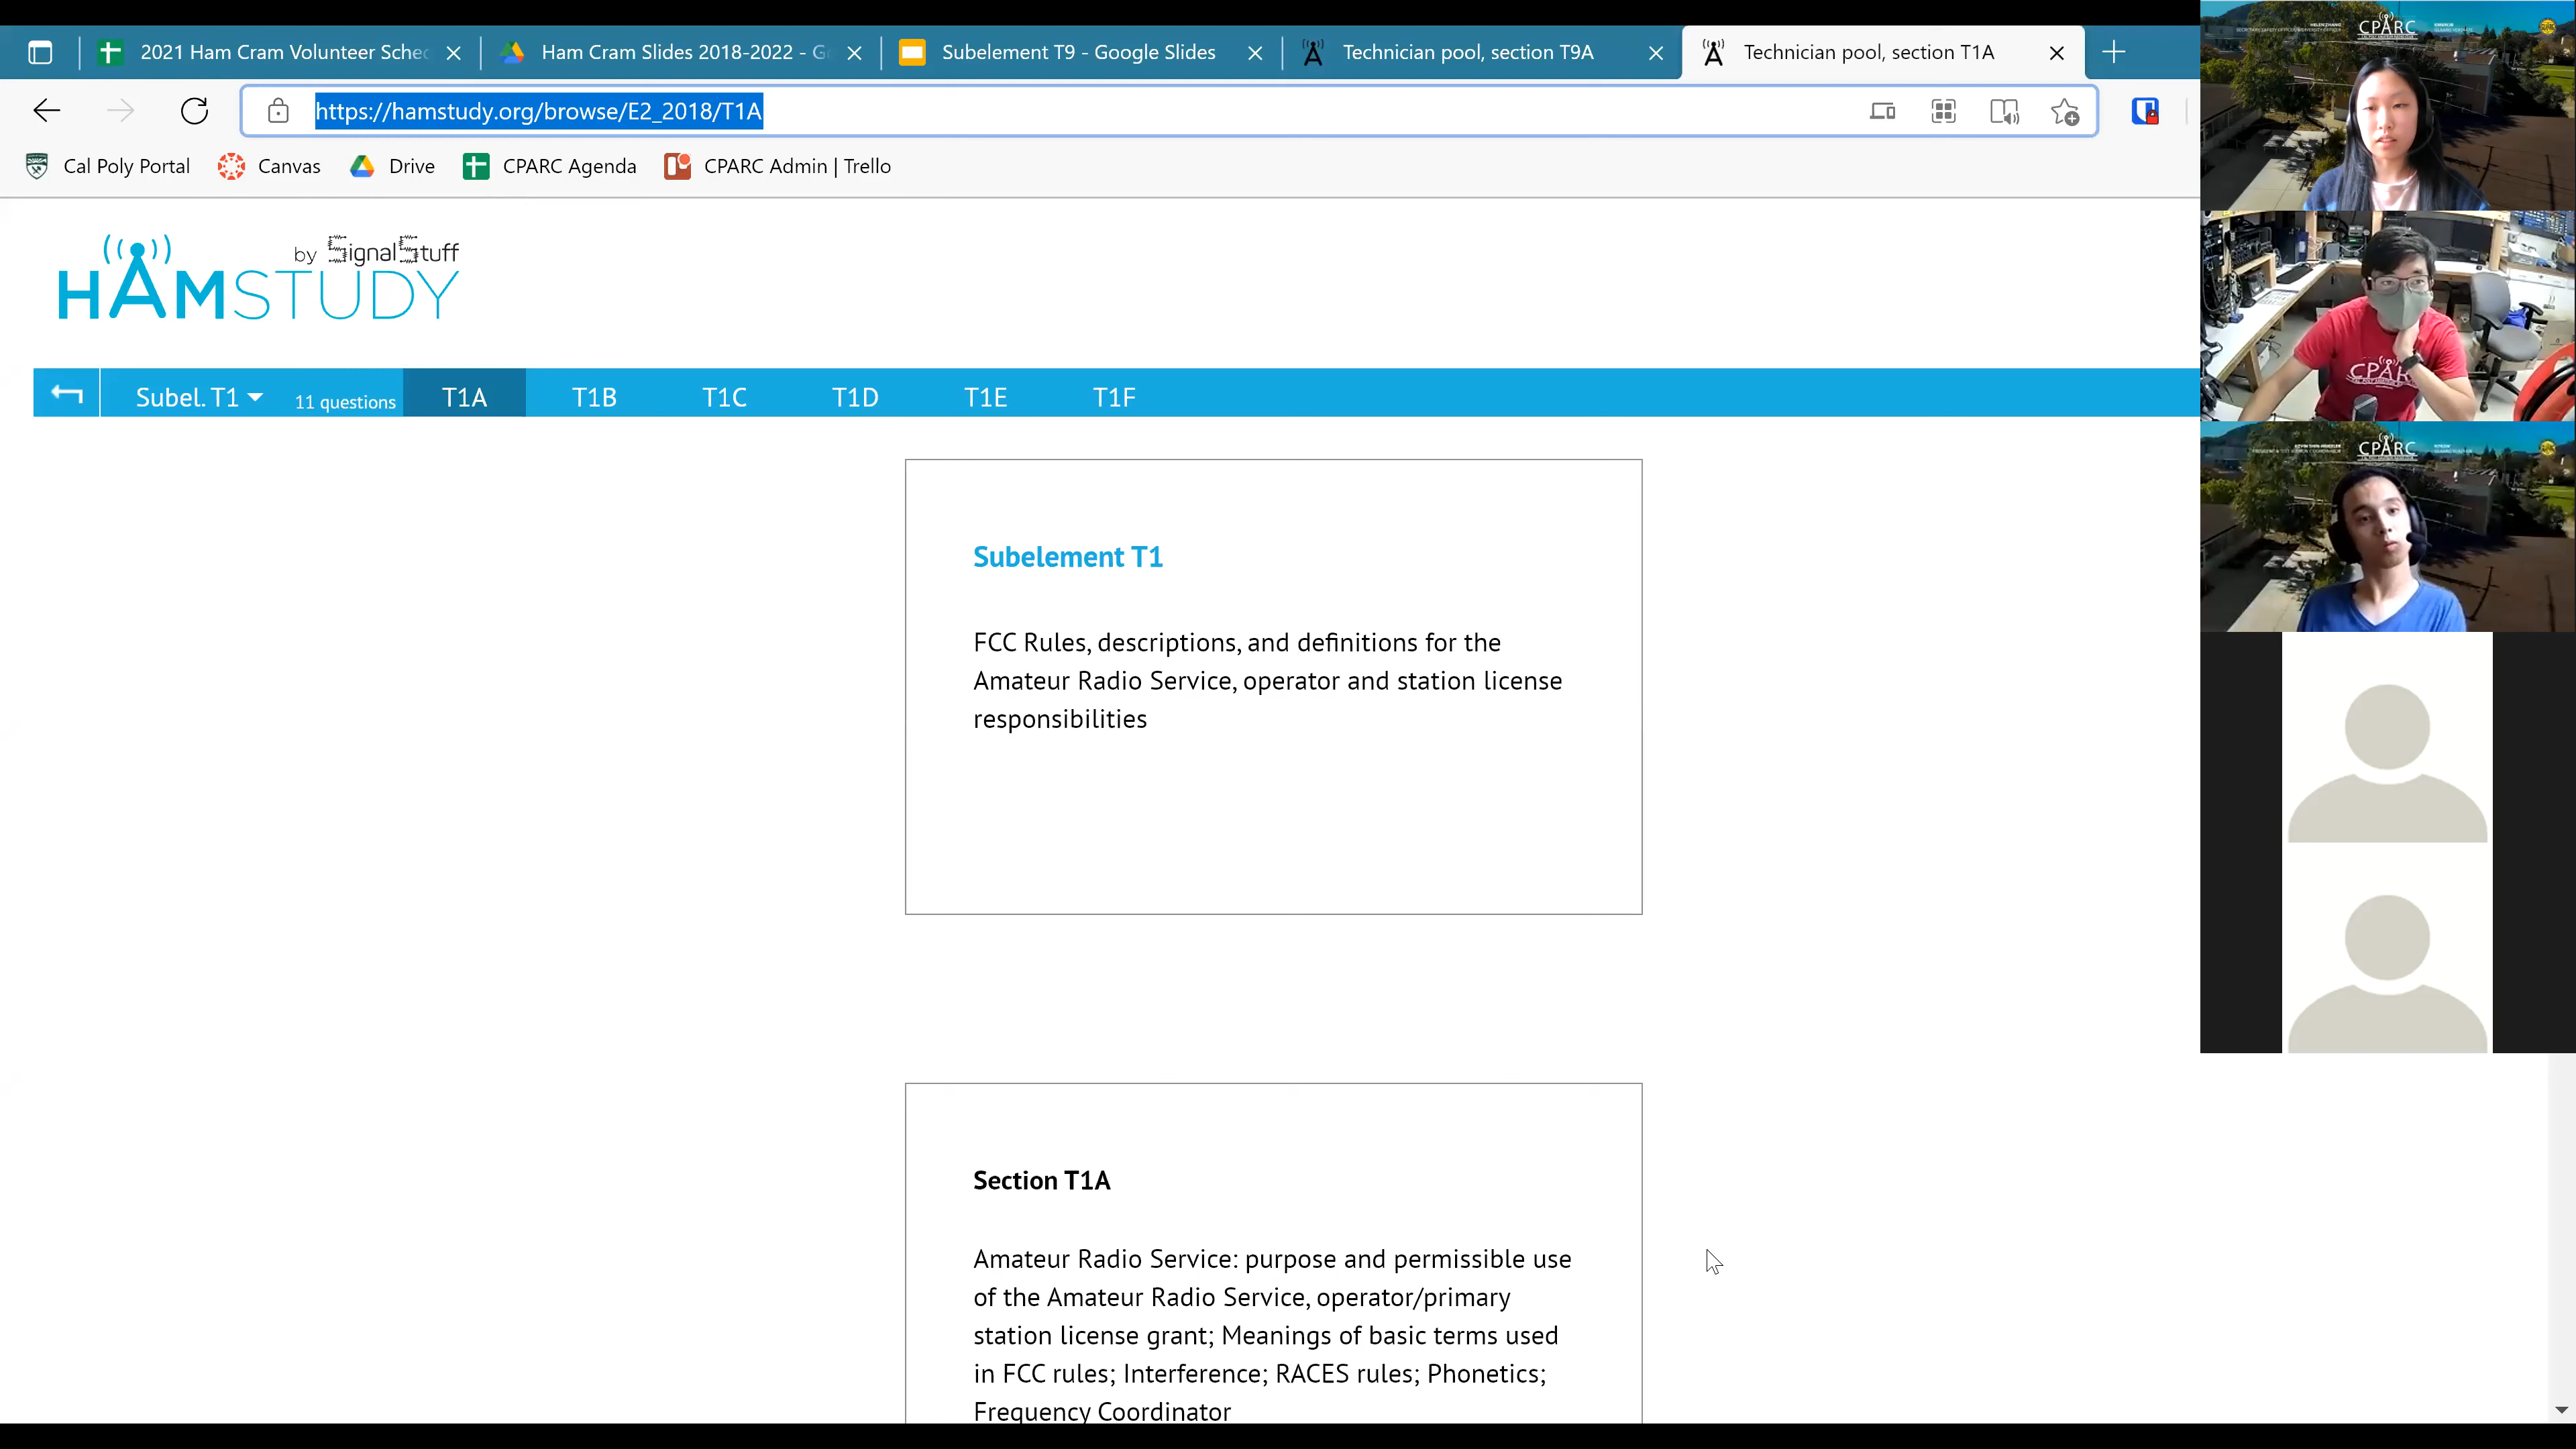 2021 Ham Cram Volunteer Sche
Ham Cram Slides 2018-2022 - G
Subelement T9 - Google Slides
Technician pool, section T9A
Technician pool, section T1A
https://hamstudy.org/browse/E2_2018/T1A
Cal Poly Portal
Canvas
Drive
CPARC Agenda
CPARC Admin | Trello
by SignalStuff
HAMSTUDY
Subel. T1
11 questions
T1A
T1B
T1C
T1D
T1E
T1F
Subelement T1
FCC Rules, descriptions, and definitions for the
Amateur Radio Service, operator and station license
responsibilities
Section T1A
Amateur Radio Service: purpose and permissible use
of the Amateur Radio Service, operator/primary
station license grant; Meanings of basic terms used
in FCC rules; Interference; RACES rules; Phonetics;
Frequency Coordinator
HELEN ZHANG
CPARC
CPARC
CPARC